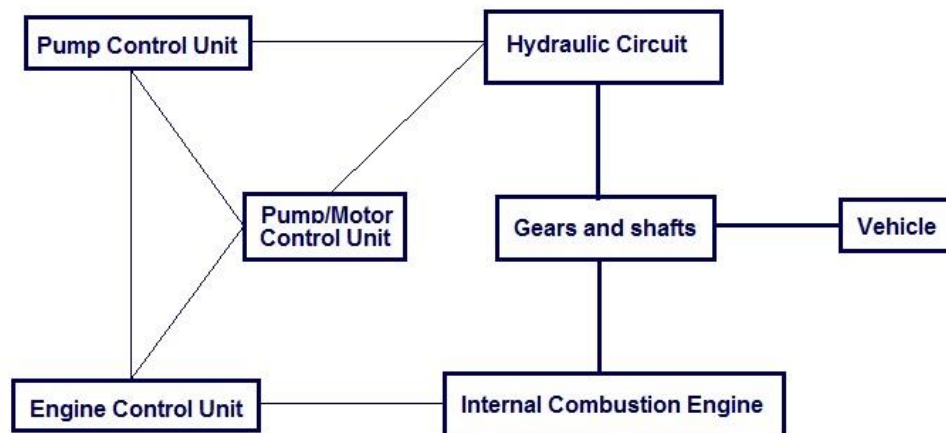 Pump Control Unit
Hydraulic Circuit
Pump/Motor
Control Unit
Gears and shafts
Vehicle
Engine Control Unit
Internal Combustion Engine